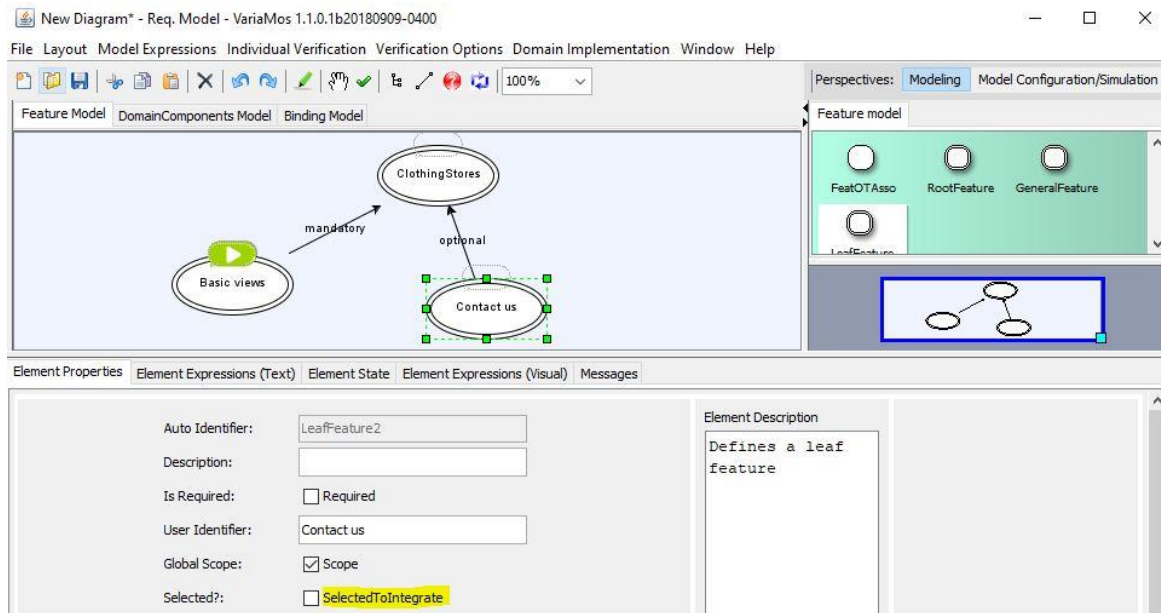 New Diagram* - Req. Model - VariaMos 1.1.0.1b20180909-0400
File Layout Model Expressions Individual Verification Verification Options Domain Implementation Window Help
100%
Perspectives: Modeling Model Configuration/Simulation
Feature Model DomainComponents Model Binding Model
Feature model
ClothingStores
mandatory
optional
Basic views
Contact us
FeatOTAsso RootFeature GeneralFeature
LeafFeature
Element Properties Element Expressions (Text) Element State Element Expressions (Visual) Messages
Auto Identifier: LeafFeature2
Description:
Is Required: Required
User Identifier: Contact us
Global Scope: Scope
Selected?: SelectedToIntegrate
Element Description
Defines a leaf
feature